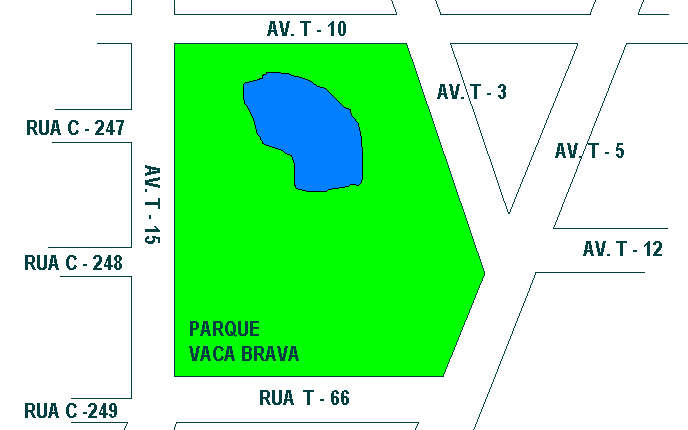 AV. T - 10
AV. T - 3
RUA C - 247
AV. T - 5
AV. T - 15
AV. T - 12
RUA C - 248
PARQUE
VACA BRAVA
RUA T - 66
RUA C -249